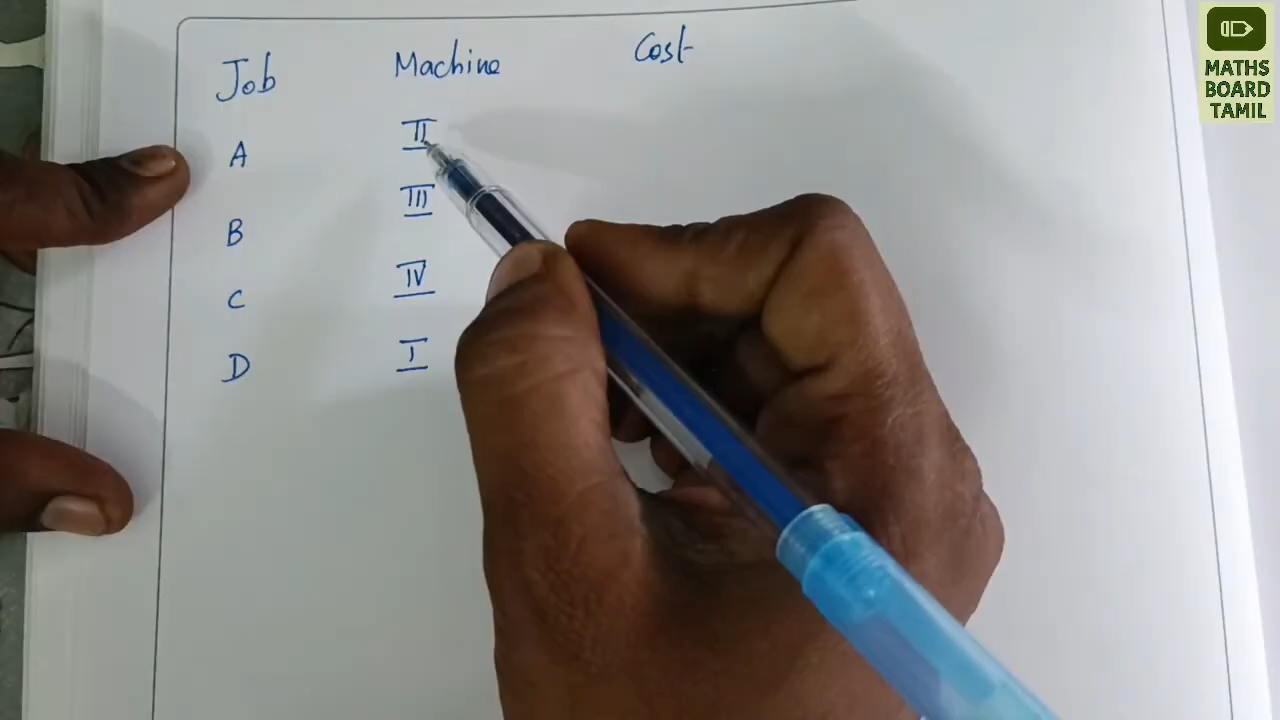 Job Machine Cost
A II
B III
C IV
D I
MATHS
BOARD
TAMIL